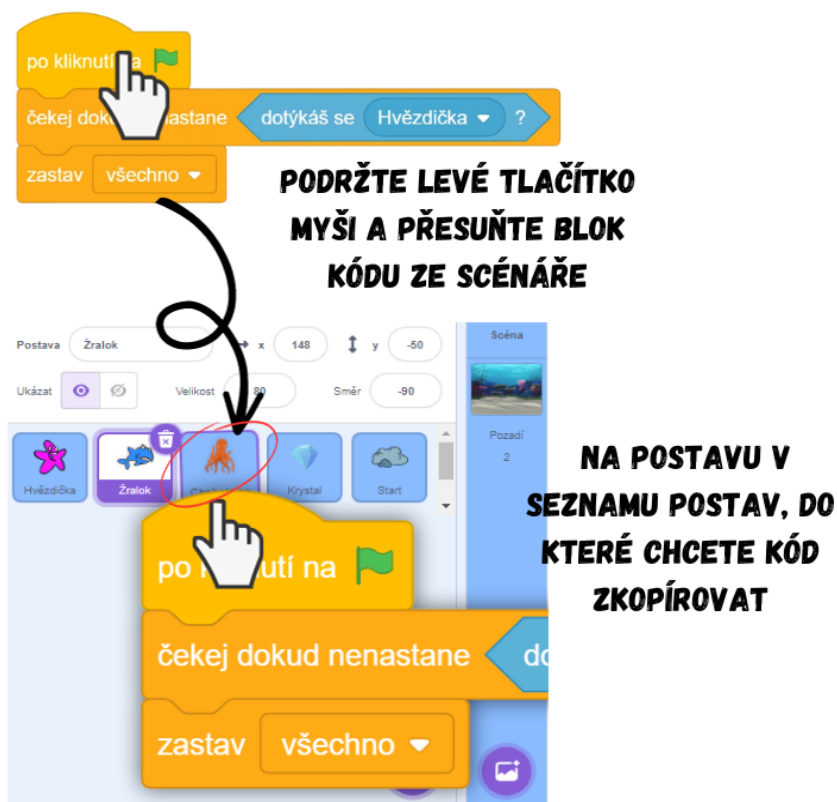 po kliknutí na
čekej dokud nenastane dotýkáš se Hvězdička ?
zastav všechno
PODRŽTE LEVÉ TLAČÍTKO
MYŠI A PŘESUŇTE BLOK
KÓDU ZE SCÉNÁŘE
Postava Žralok x 148 y -50
Ukázat Velikost 80 Směr -90
Scéna
Pozadí
2
Hvězdička Žralok Krystal Start
NA POSTAVU V
SEZNAMU POSTAV, DO
KTERÉ CHCETE KÓD
ZKOPÍROVAT
po kliknutí na
čekej dokud nenastane do
zastav všechno